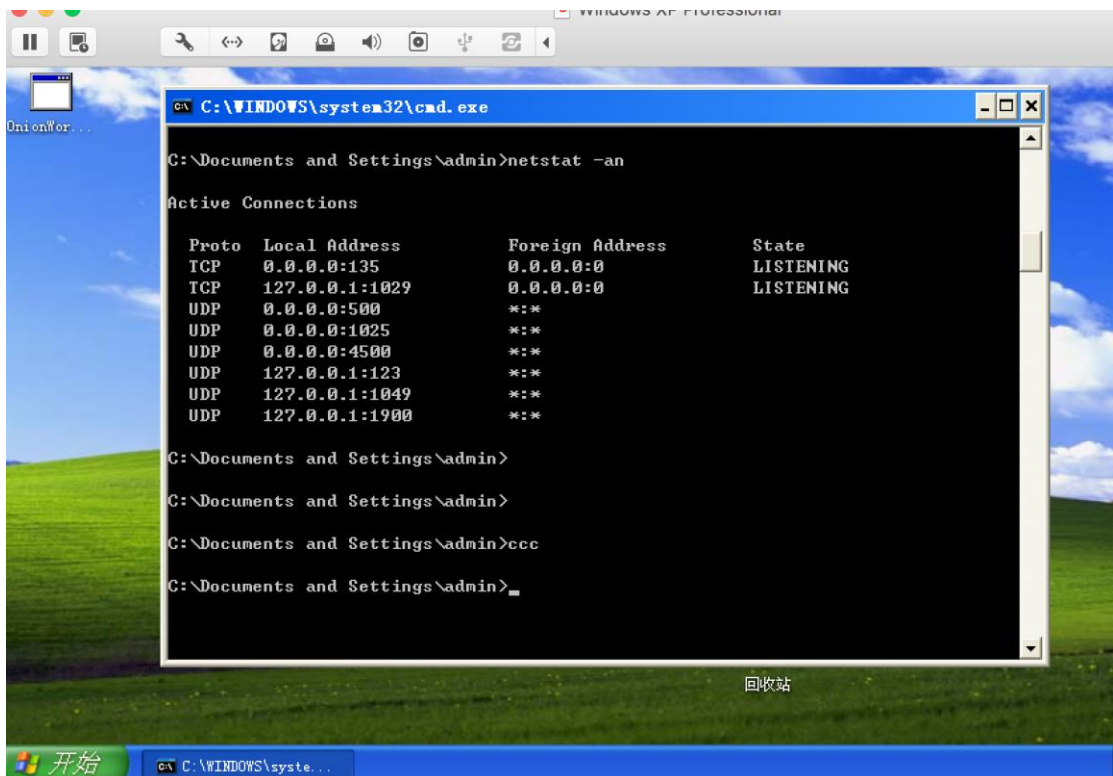 Windows XP Professional
OnionWor...
C:\WINDOWS\system32\cmd.exe
C:\Documents and Settings\admin>netstat -an
Active Connections
Proto Local Address Foreign Address State
TCP 0.0.0.0:135 0.0.0.0:0 LISTENING
TCP 127.0.0.1:1029 0.0.0.0:0 LISTENING
UDP 0.0.0.0:500 *:*
UDP 0.0.0.0:1025 *:*
UDP 0.0.0.0:4500 *:*
UDP 127.0.0.1:123 *:*
UDP 127.0.0.1:1049 *:*
UDP 127.0.0.1:1900 *:*
C:\Documents and Settings\admin>
C:\Documents and Settings\admin>
C:\Documents and Settings\admin>ccc
C:\Documents and Settings\admin>_
回收站
开始
C:\WINDOWS\syste...